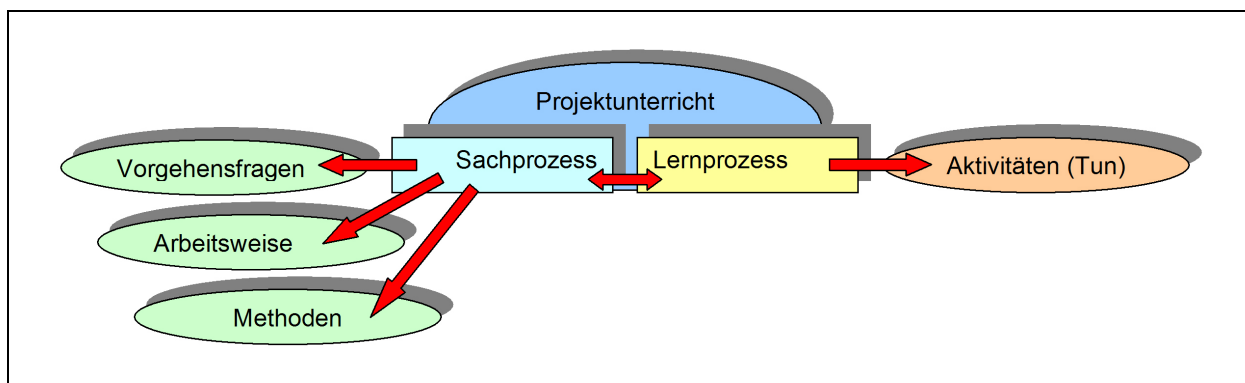 Projektunterricht
Sachprozess
Lernprozess
Vorgehensfragen
Aktivitäten (Tun)
Arbeitsweise
Methoden